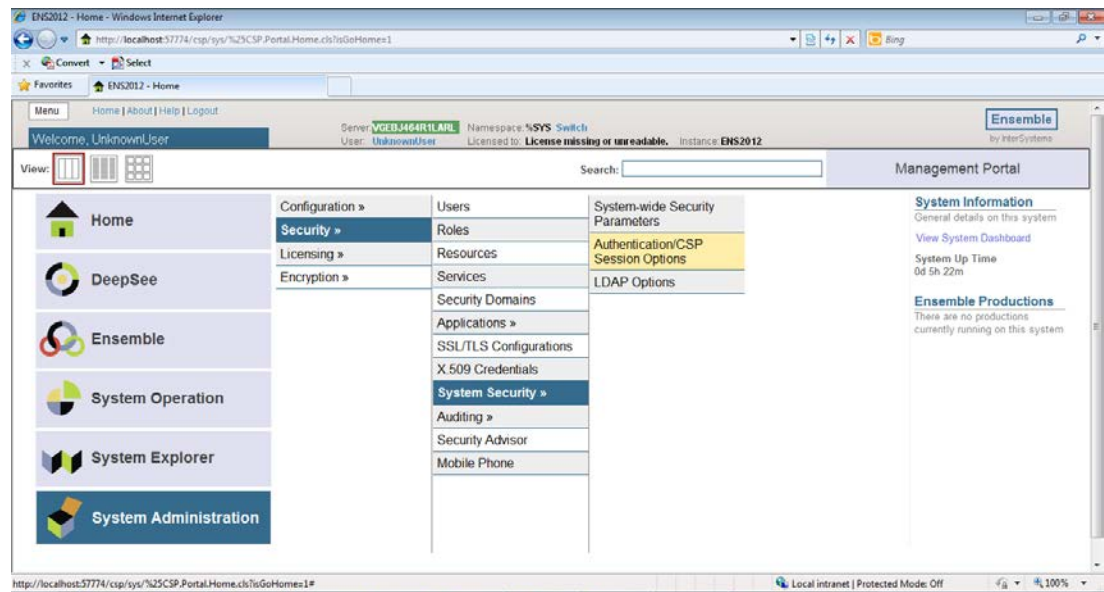 ENS2012 - Home - Windows Internet Explorer
http://localhost:57774/csp/sys/%25CSP.Portal.Home.cls?isGoHome=1
Bing
x Convert Select
Favorites ENS2012 - Home
Menu Home | About | Help | Logout
Welcome, UnknownUser
Server: VGEBJ464R1LARL Namespace: %SYS Switch
User: UnknownUser Licensed to: License missing or unreadable. Instance: ENS2012
Ensemble
by InterSystems
View: Search: Management Portal
Home
DeepSee
Ensemble
System Operation
System Explorer
System Administration
Configuration »
Security »
Licensing »
Encryption »
Users
Roles
Resources
Services
Security Domains
Applications »
SSL/TLS Configurations
X.509 Credentials
System Security »
Auditing »
Security Advisor
Mobile Phone
System-wide Security
Parameters
Authentication/CSP
Session Options
LDAP Options
System Information
General details on this system
View System Dashboard
System Up Time
0d 5h 22m
Ensemble Productions
There are no productions
currently running on this system
http://localhost:57774/csp/sys/%25CSP.Portal.Home.cls?isGoHome=1#
Local intranet | Protected Mode: Off
100%